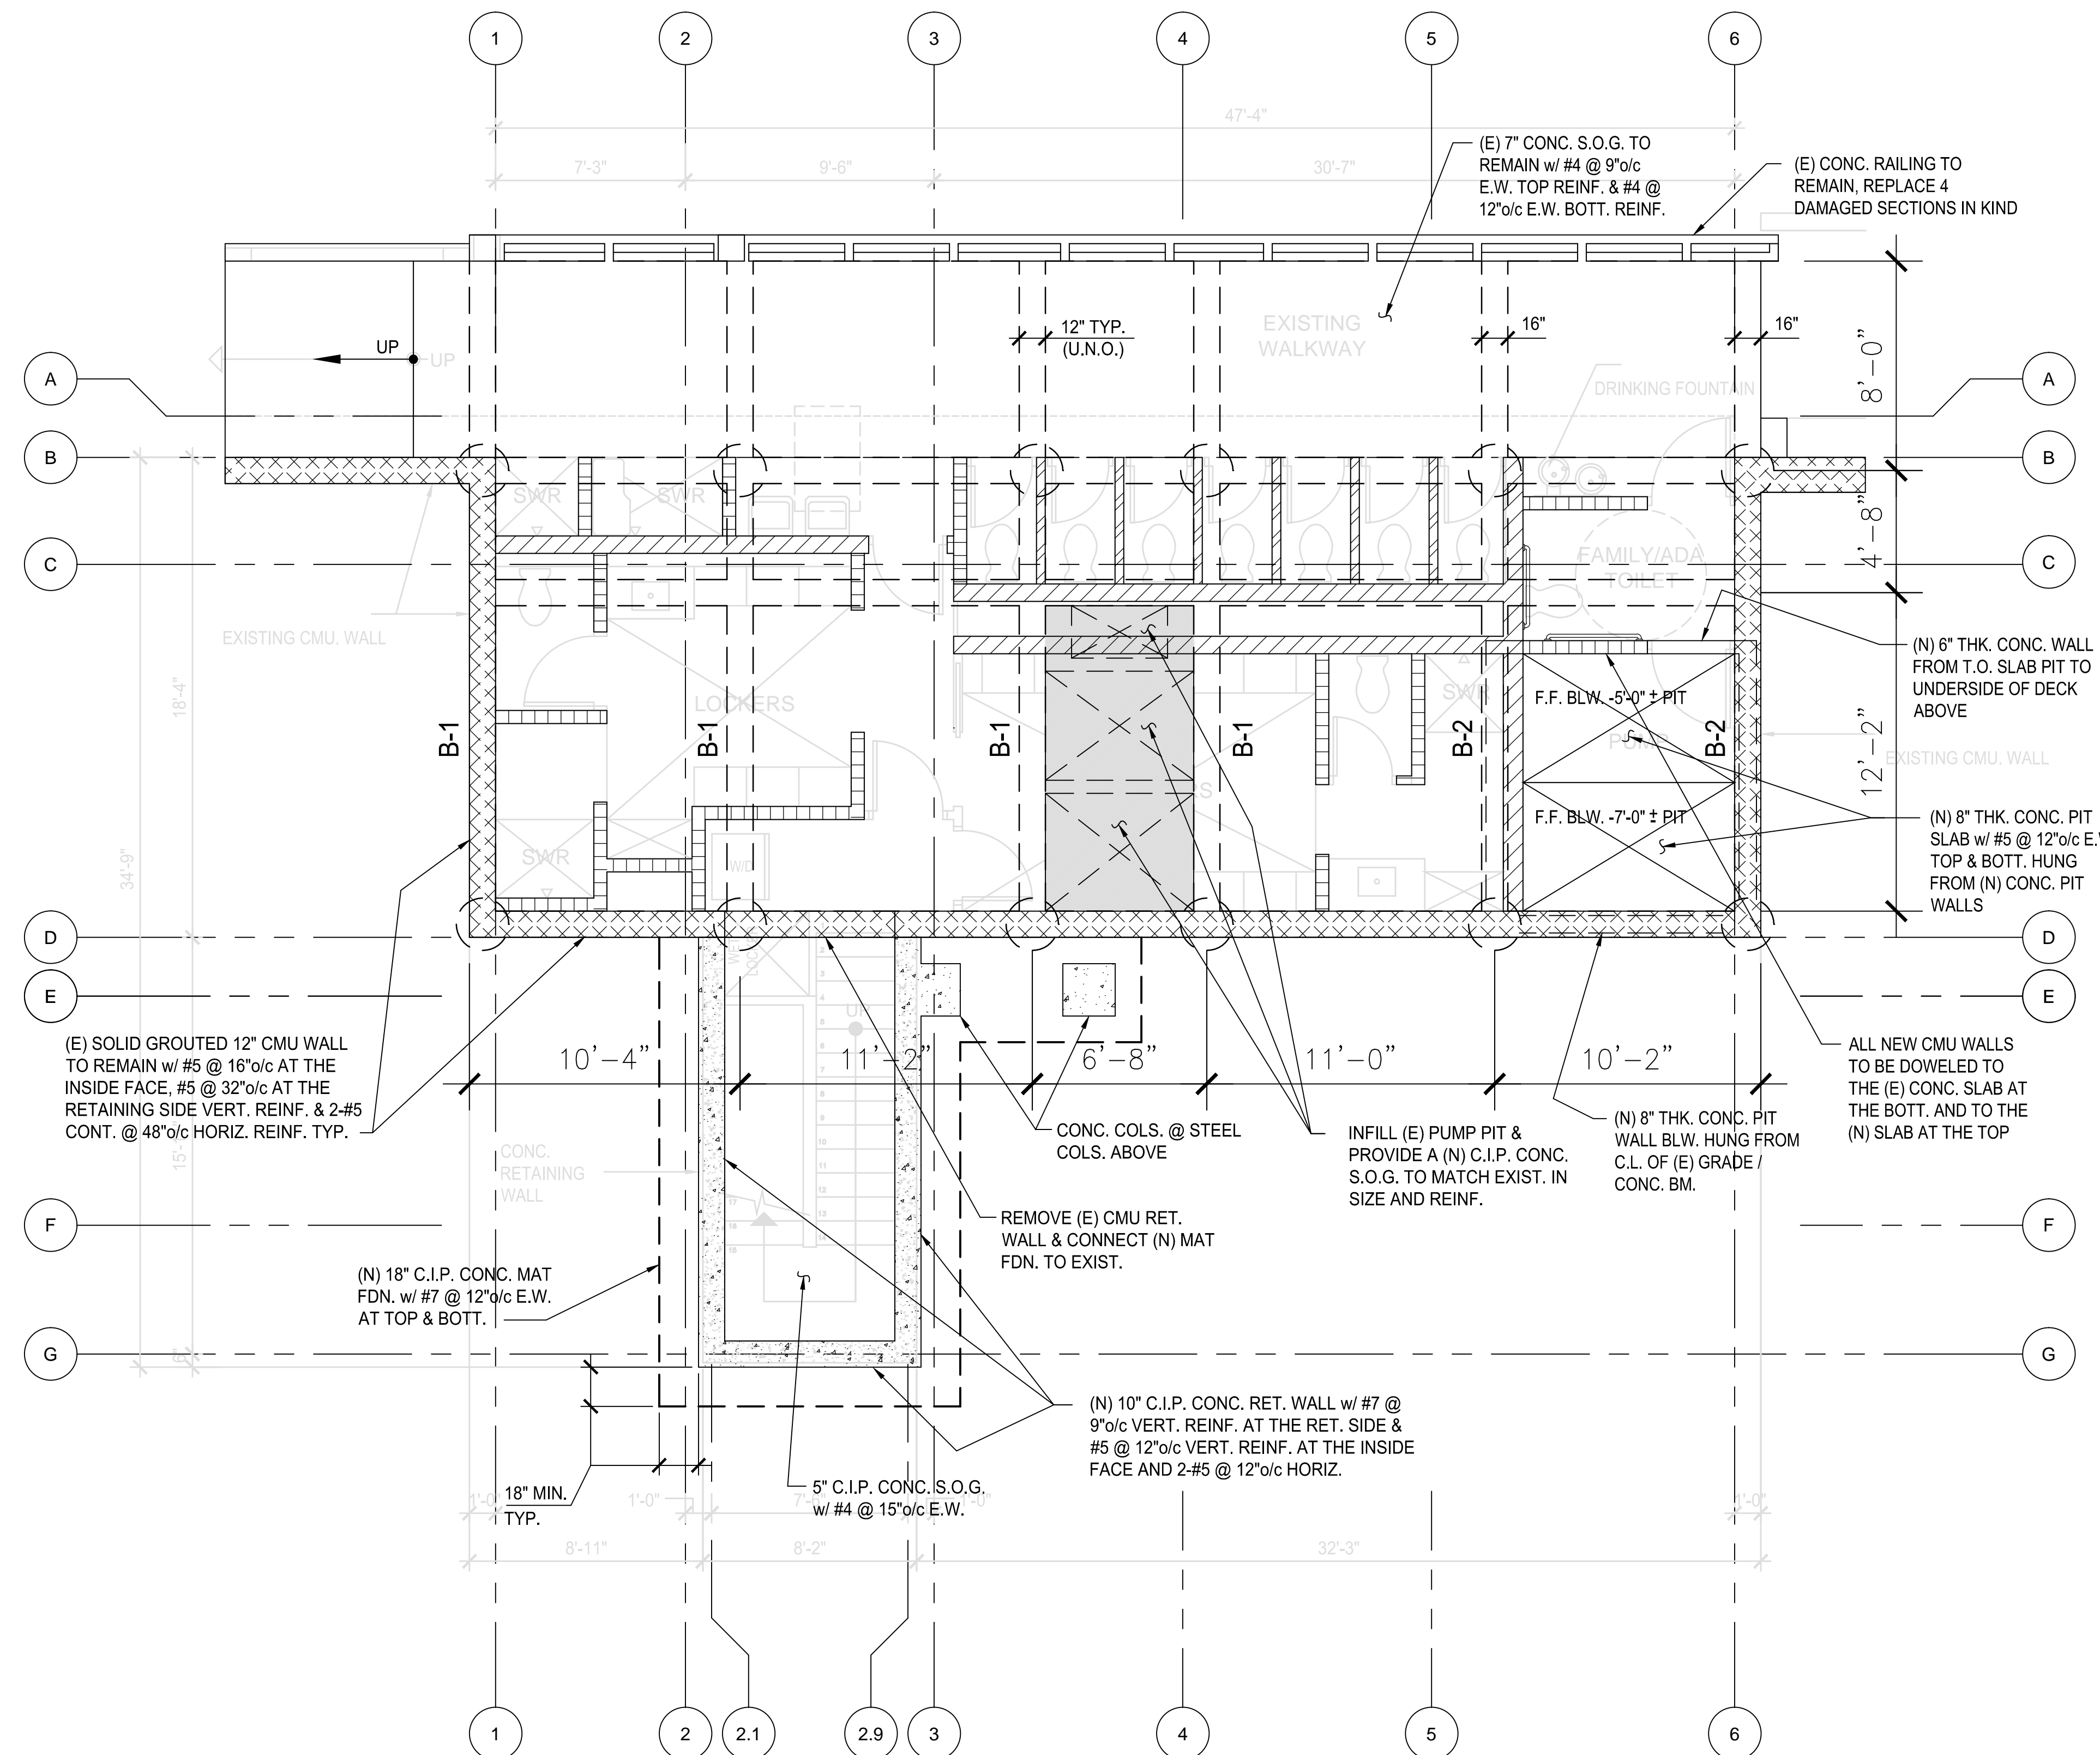 1
2
3
4
5
6
47'-4"
7'-3"
9'-6"
30'-7"
(E) 7" CONC. S.O.G. TO
REMAIN w/ #4 @ 9"o/c
E.W. TOP REINF. & #4 @
12"o/c E.W. BOTT. REINF.
(E) CONC. RAILING TO
REMAIN, REPLACE 4
DAMAGED SECTIONS IN KIND
UP
UP
12" TYP.
(U.N.O.)
EXISTING
WALKWAY
16"
16"
8'-0"
A
A
DRINKING FOUNTAIN
B
B
SWR
SWR
4'-8"
C
C
FAMILY/ADA
TOILET
EXISTING CMU. WALL
(N) 6" THK. CONC. WALL
FROM T.O. SLAB PIT TO
UNDERSIDE OF DECK
ABOVE
18'-4"
LOCKERS
SWR
F.F. BLW. -5'-0" ± PIT
B-1
B-1
B-1
B-1
B-2
B-2
PUMP
EXISTING CMU. WALL
12'-2"
34'-9"
F.F. BLW. -7'-0" ± PIT
(N) 8" THK. CONC. PIT
SLAB w/ #5 @ 12"o/c E.W.
TOP & BOTT. HUNG
FROM (N) CONC. PIT
WALLS
SWR
W/D
D
D
2
3
4
UP
E
E
(E) SOLID GROUTED 12" CMU WALL
TO REMAIN w/ #5 @ 16"o/c AT THE
INSIDE FACE, #5 @ 32"o/c AT THE
RETAINING SIDE VERT. REINF. & 2-#5
CONT. @ 48"o/c HORIZ. REINF. TYP.
10'-4"
11'-2"
6'-8"
11'-0"
10'-2"
ALL NEW CMU WALLS
TO BE DOWELED TO
THE (E) CONC. SLAB AT
THE BOTT. AND TO THE
(N) SLAB AT THE TOP
CONC. COLS. @ STEEL
COLS. ABOVE
INFILL (E) PUMP PIT &
PROVIDE A (N) C.I.P. CONC.
S.O.G. TO MATCH EXIST. IN
SIZE AND REINF.
(N) 8" THK. CONC. PIT
WALL BLW. HUNG FROM
C.L. OF (E) GRADE /
CONC. BM.
CONC.
RETAINING
WALL
F
F
REMOVE (E) CMU RET.
WALL & CONNECT (N) MAT
FDN. TO EXIST.
(N) 18" C.I.P. CONC. MAT
FDN. w/ #7 @ 12"o/c E.W.
AT TOP & BOTT.
G
G
6"
(N) 10" C.I.P. CONC. RET. WALL w/ #7 @
9"o/c VERT. REINF. AT THE RET. SIDE &
#5 @ 12"o/c VERT. REINF. AT THE INSIDE
FACE AND 2-#5 @ 12"o/c HORIZ.
18" MIN.
TYP.
5" C.I.P. CONC. S.O.G.
w/ #4 @ 15"o/c E.W.
1'-0"
1'-0"
1'-0"
8'-11"
8'-2"
32'-3"
1
2
2.1
2.9
3
4
5
6